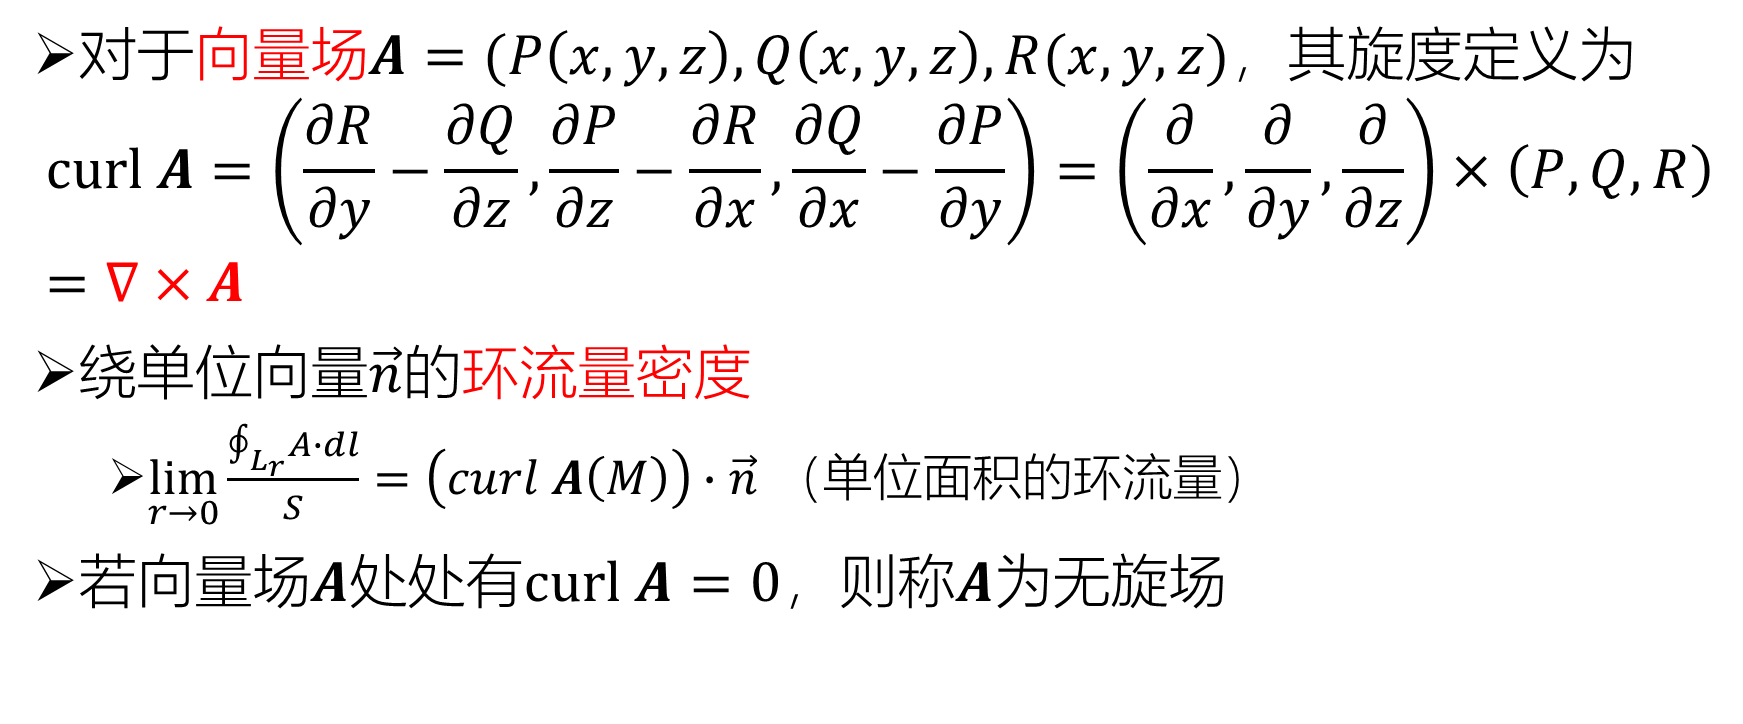 ➢对于向量场𝑨 = (𝑃(𝑥, 𝑦, 𝑧), 𝑄(𝑥, 𝑦, 𝑧), 𝑅(𝑥, 𝑦, 𝑧)，其旋度定义为
curl 𝑨 = (∂𝑅/∂𝑦 − ∂𝑄/∂𝑧, ∂𝑃/∂𝑧 − ∂𝑅/∂𝑥, ∂𝑄/∂𝑥 − ∂𝑃/∂𝑦) = (∂/∂𝑥, ∂/∂𝑦, ∂/∂𝑧) × (𝑃, 𝑄, 𝑅)
= ∇ × 𝑨
➢绕单位向量n⃗的环流量密度
➢lim r→0 ∮_{L_r} A·dl / S = (curl 𝑨(M)) · n⃗ （单位面积的环流量）
➢若向量场𝑨处处有curl 𝑨 = 0，则称𝑨为无旋场